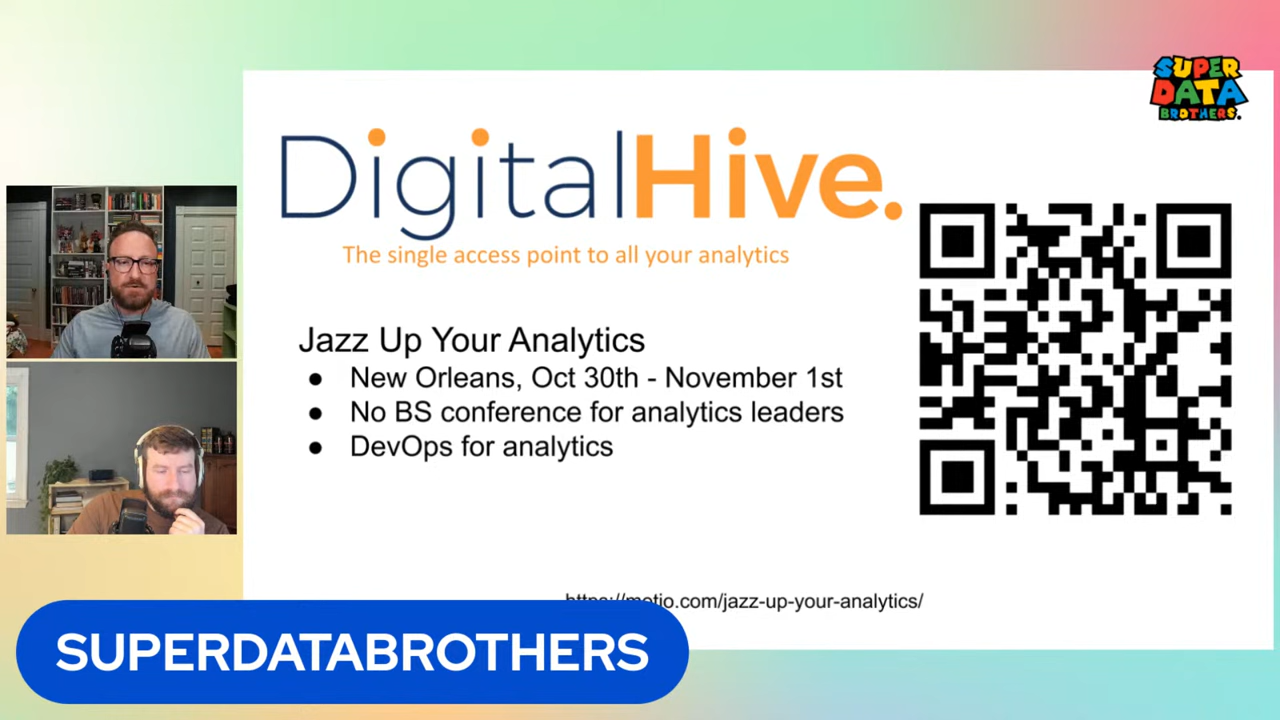 SUPER
DATA
BROTHERS.
DigitalHive.
The single access point to all your analytics
Jazz Up Your Analytics
● New Orleans, Oct 30th - November 1st
● No BS conference for analytics leaders
● DevOps for analytics
https://motio.com/jazz-up-your-analytics/
SUPERDATABROTHERS